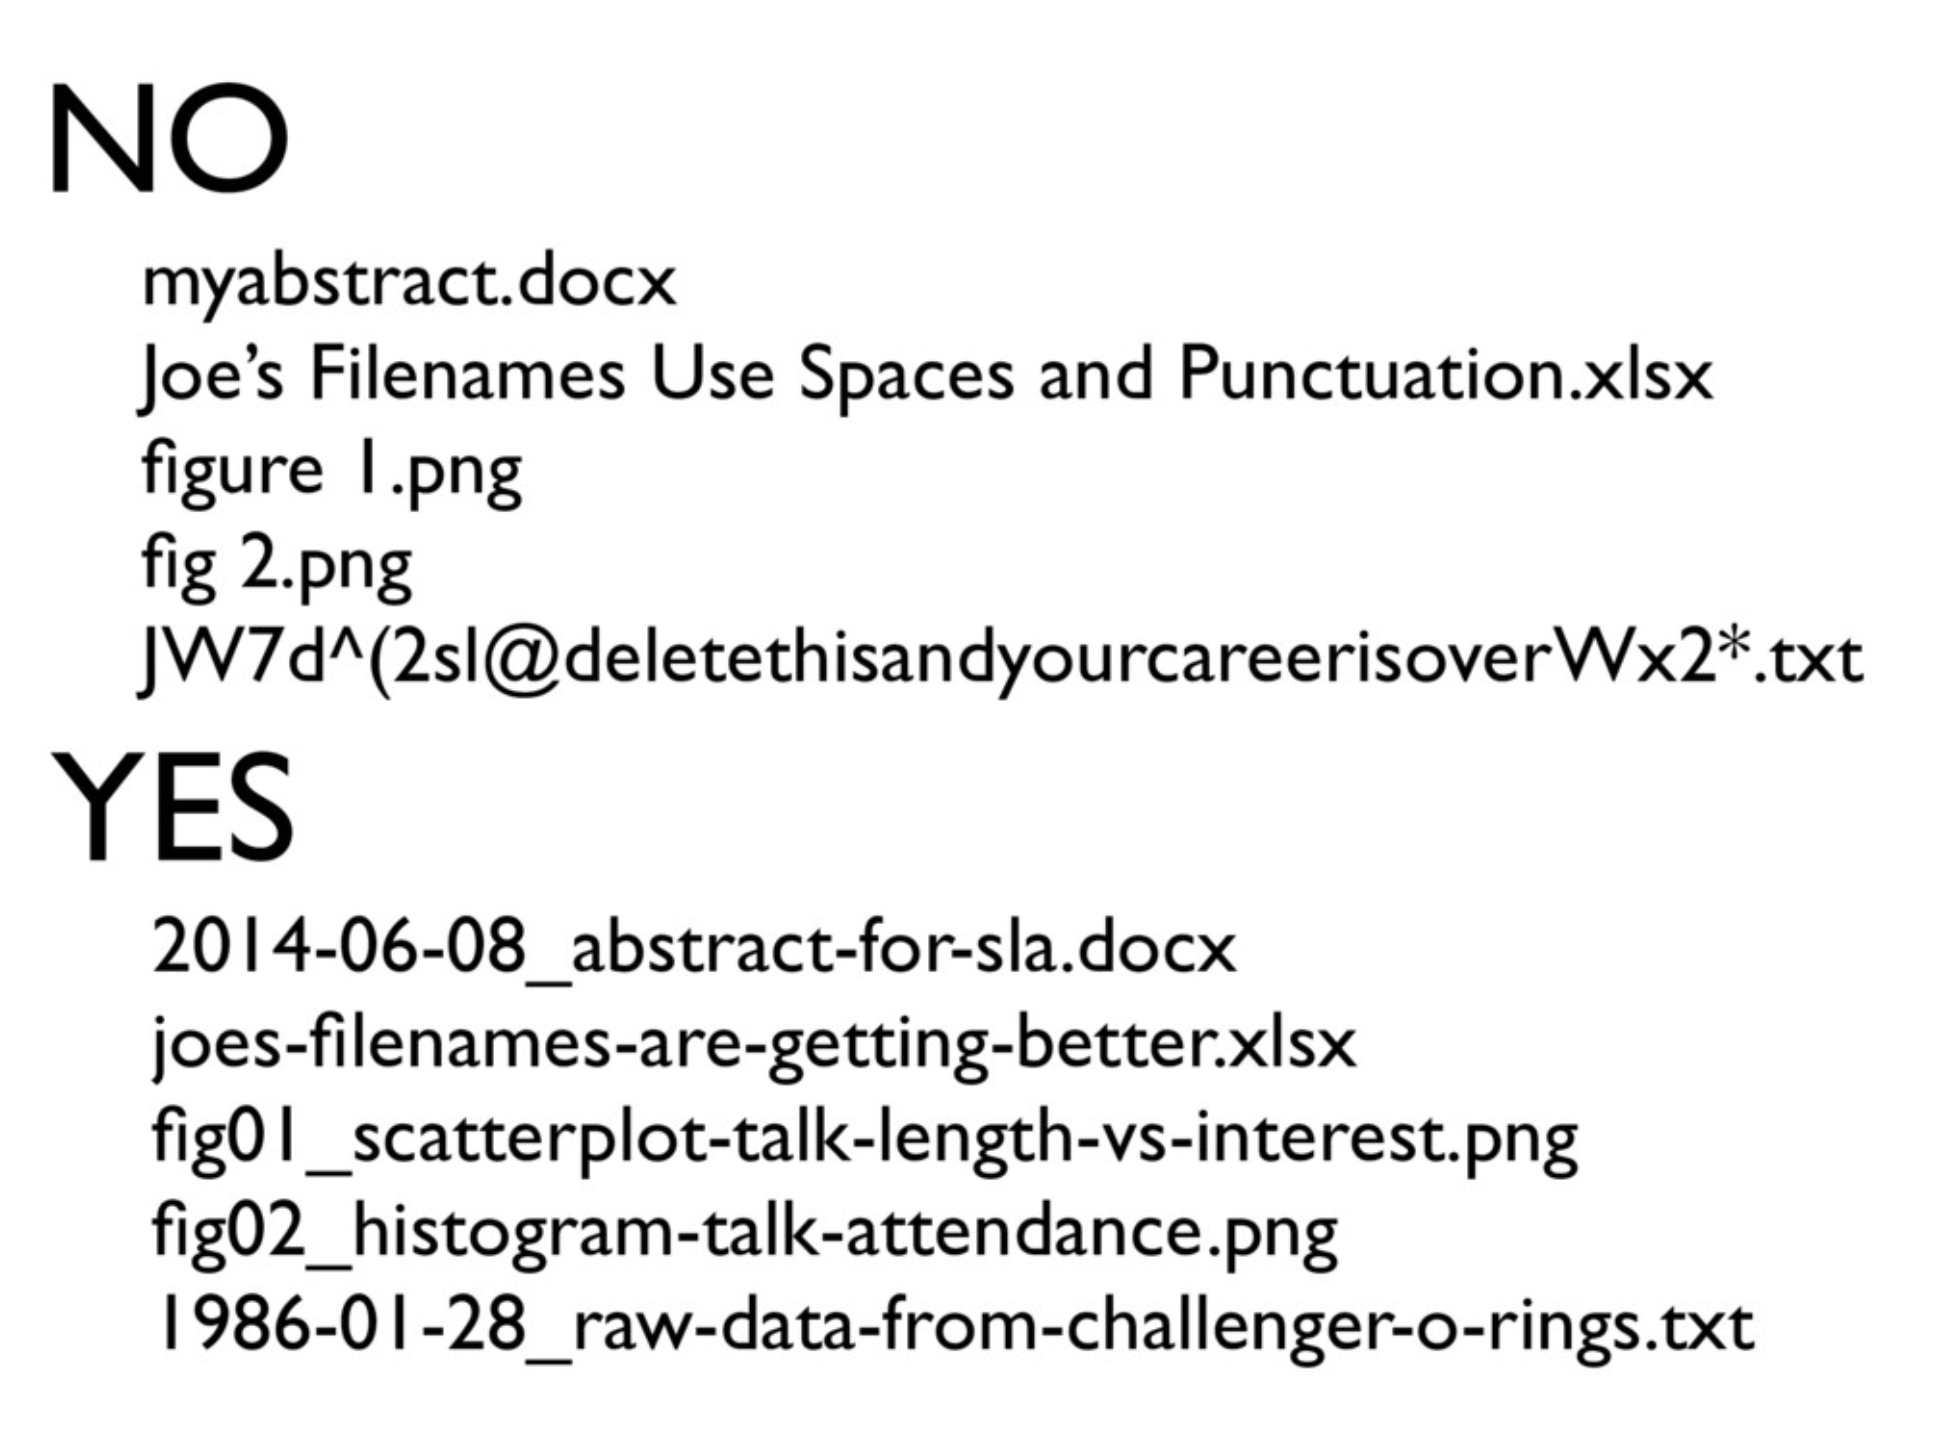 NO
myabstract.docx
Joe’s Filenames Use Spaces and Punctuation.xlsx
figure 1.png
fig 2.png
JW7d^(2sl@deletethisandyourcareerisoverWx2*.txt
YES
2014-06-08_abstract-for-sla.docx
joes-filenames-are-getting-better.xlsx
fig01_scatterplot-talk-length-vs-interest.png
fig02_histogram-talk-attendance.png
1986-01-28_raw-data-from-challenger-o-rings.txt